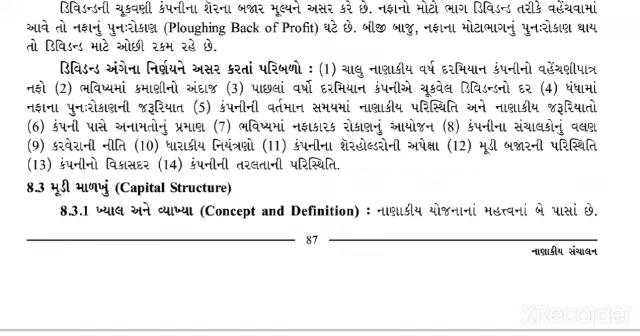 ડિવિડન્ડની ચૂકવણી કંપનીના શૅરના બજાર મૂલ્યને અસર કરે છે. નફાનો મોટો ભાગ ડિવિડન્ડ તરીકે વહેંચવામાં
આવે તો નફાનું પુનઃરોકાણ (Ploughing Back of Profit) ઘટે છે. બીજી બાજુ, નફાના મોટાભાગનું પુનઃરોકાણ થાય
તો ડિવિડન્ડ માટે ઓછી રકમ રહે છે.
ડિવિડન્ડ અંગેના નિર્ણયને અસર કરતાં પરિબળો : (1) ચાલુ નાણાકીય વર્ષ દરમિયાન કંપનીનો વહેંચણીપાત્ર
નફો (2) ભવિષ્યમાં કમાણીનો અંદાજ (3) પાછલાં વર્ષો દરમિયાન કંપનીએ ચૂકવેલ ડિવિડન્ડનો દર (4) ધંધામાં
નફાના પુનઃરોકાણની જરૂરિયાત (5) કંપનીની વર્તમાન સમયમાં નાણાકીય પરિસ્થિતિ અને નાણાકીય જરૂરિયાતો
(6) કંપની પાસે અનામતોનું પ્રમાણ (7) ભવિષ્યમાં નફાકારક રોકાણનું આયોજન (8) કંપનીના સંચાલકોનું વલણ
(9) કરવેરાની નીતિ (10) ધારાકીય નિયંત્રણો (11) કંપનીના શૅરહોલ્ડરોની અપેક્ષા (12) મૂડી બજારની પરિસ્થિતિ
(13) કંપનીનો વિકાસદર (14) કંપનીની તરલતાની પરિસ્થિતિ.
8.3 મૂડી માળખું (Capital Structure)
8.3.1 ખ્યાલ અને વ્યાખ્યા (Concept and Definition) : નાણાકીય યોજનાનાં મહત્ત્વનાં બે પાસાં છે.
87
નાણાકીય સંચાલન
XRecorder